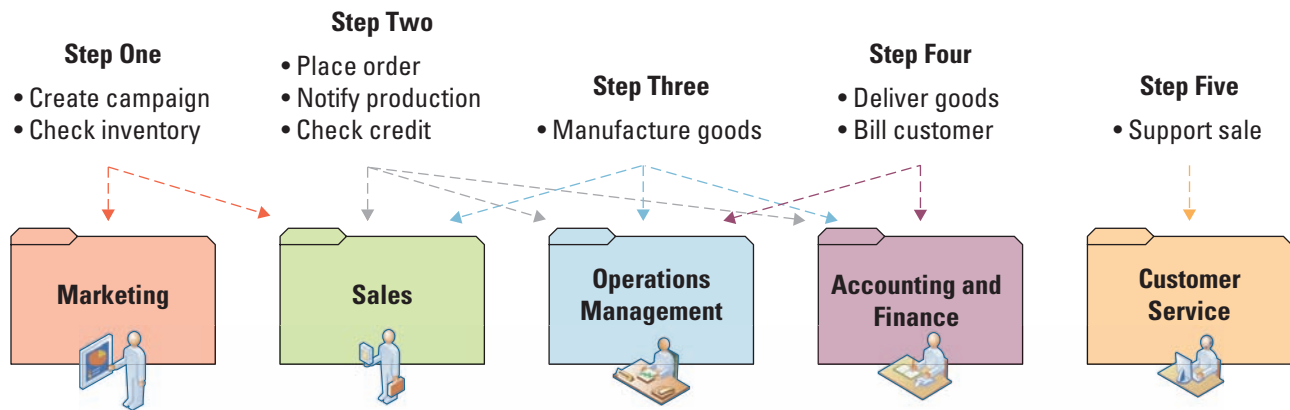 Step One
• Create campaign
• Check inventory
Step Two
• Place order
• Notify production
• Check credit
Step Three
• Manufacture goods
Step Four
• Deliver goods
• Bill customer
Step Five
• Support sale
Marketing
Sales
Operations
Management
Accounting and
Finance
Customer
Service